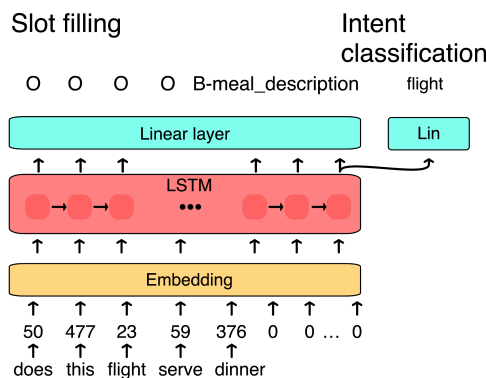 Slot filling
Intent
classification
O O O O B-meal_description flight
Linear layer Lin
LSTM
Embedding
50 477 23 59 376 0 0 ... 0
does this flight serve dinner